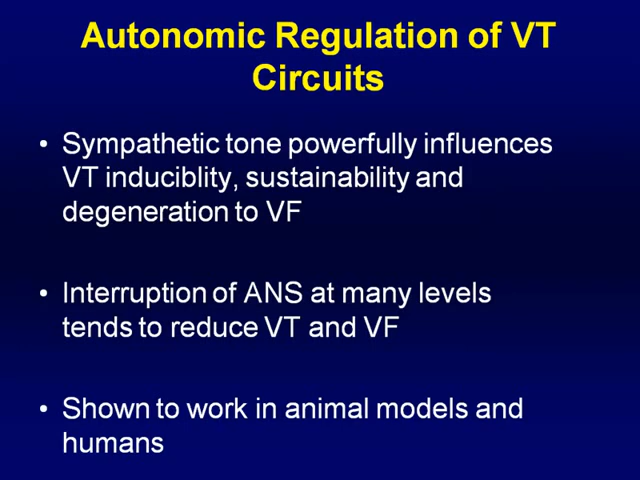 Autonomic Regulation of VT
Circuits
• Sympathetic tone powerfully influences
VT induciblity, sustainability and
degeneration to VF
• Interruption of ANS at many levels
tends to reduce VT and VF
• Shown to work in animal models and
humans